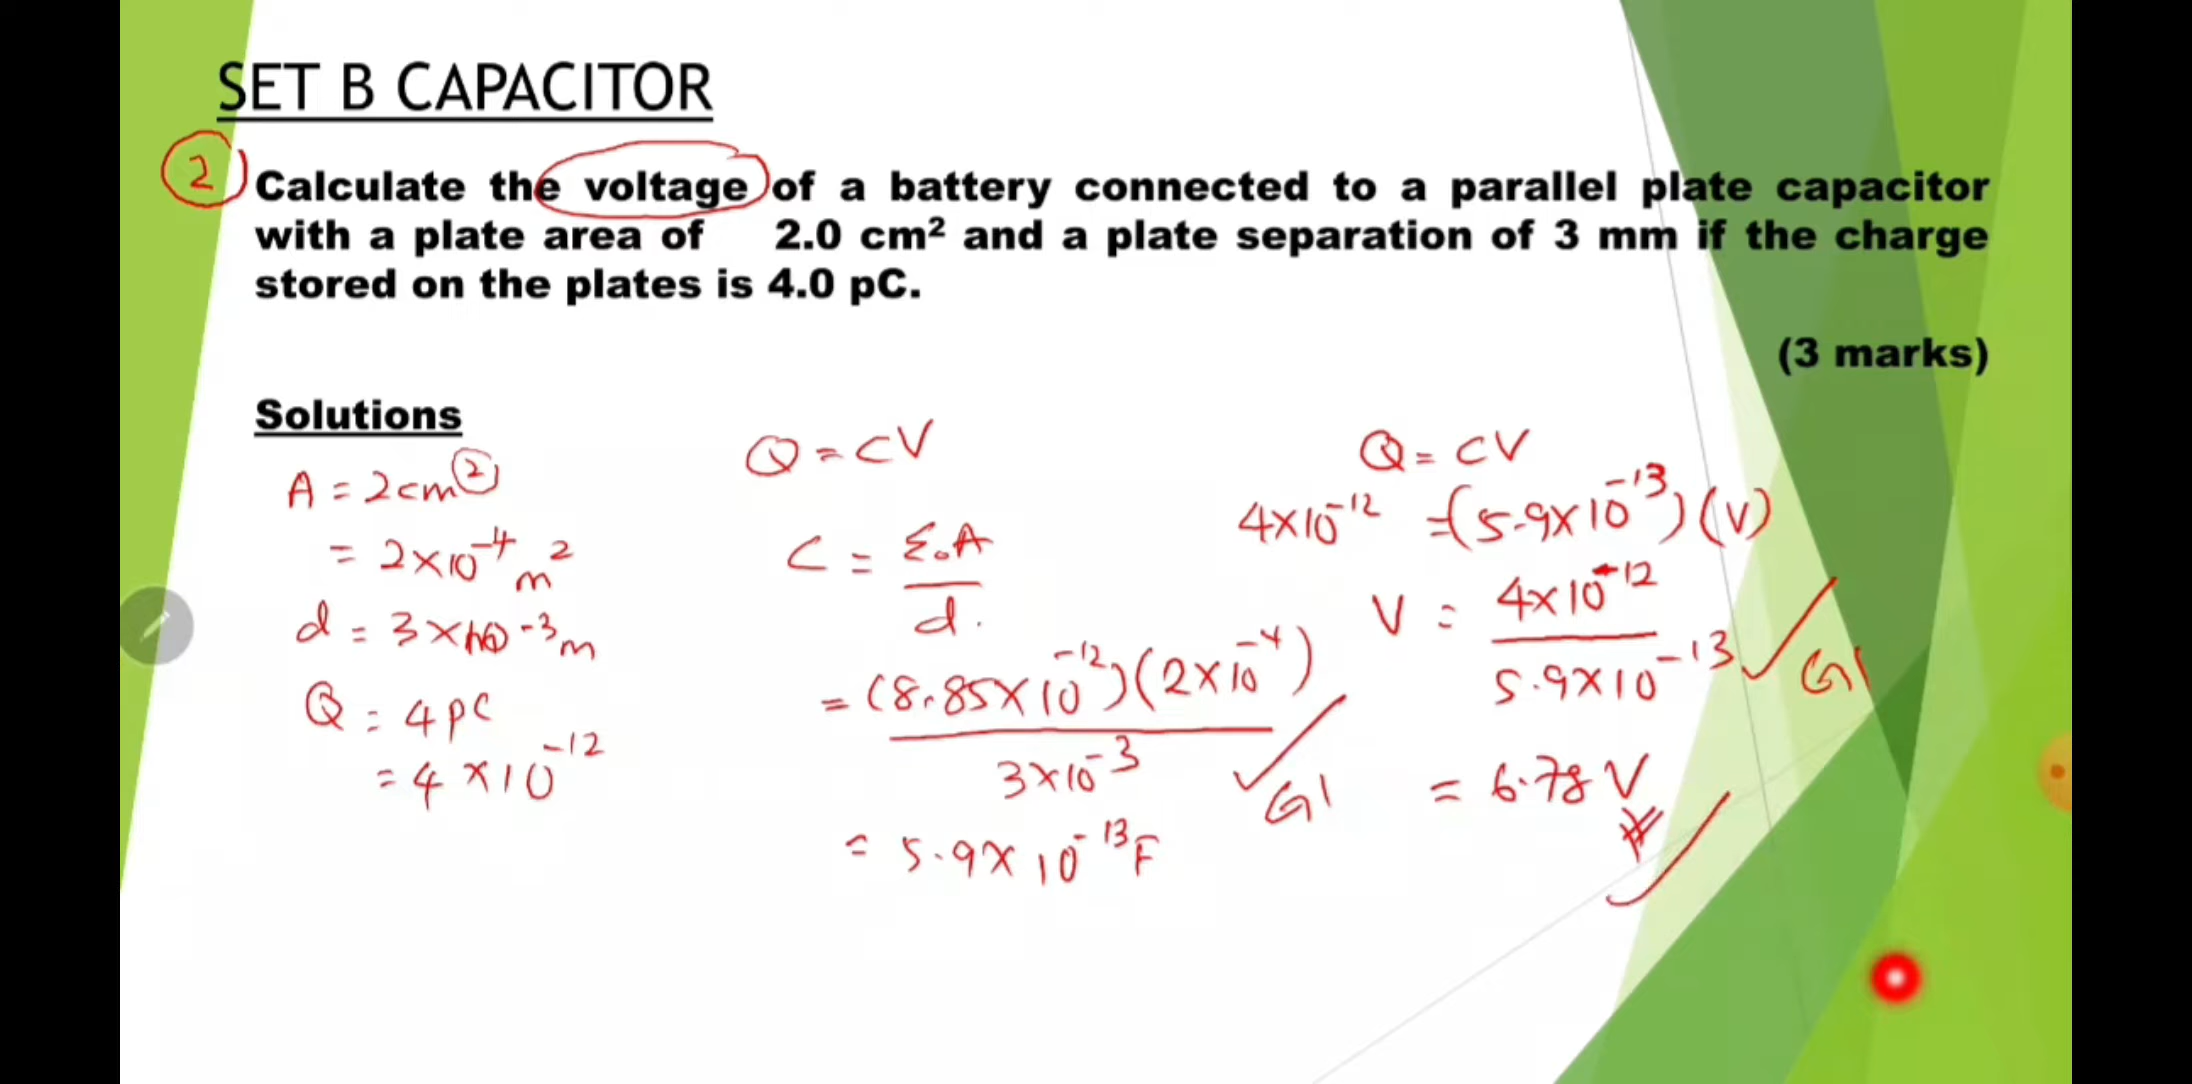 SET B CAPACITOR
2
Calculate the voltage of a battery connected to a parallel plate capacitor
with a plate area of 2.0 cm² and a plate separation of 3 mm if the charge
stored on the plates is 4.0 pC.
(3 marks)
Solutions
A = 2cm²
= 2×10⁻⁴ m²
d = 3×10⁻³m
Q = 4pC
= 4 ×10⁻¹²
Q = CV
C = ε₀A
d.
= (8.85×10⁻¹²)(2×10⁻⁴)
3×10⁻³
G1
= 5.9×10⁻¹³F
Q = CV
4×10⁻¹² =(5.9×10⁻¹³)(V)
V = 4×10⁻¹²
5.9×10⁻¹³
G1
= 6.78 V